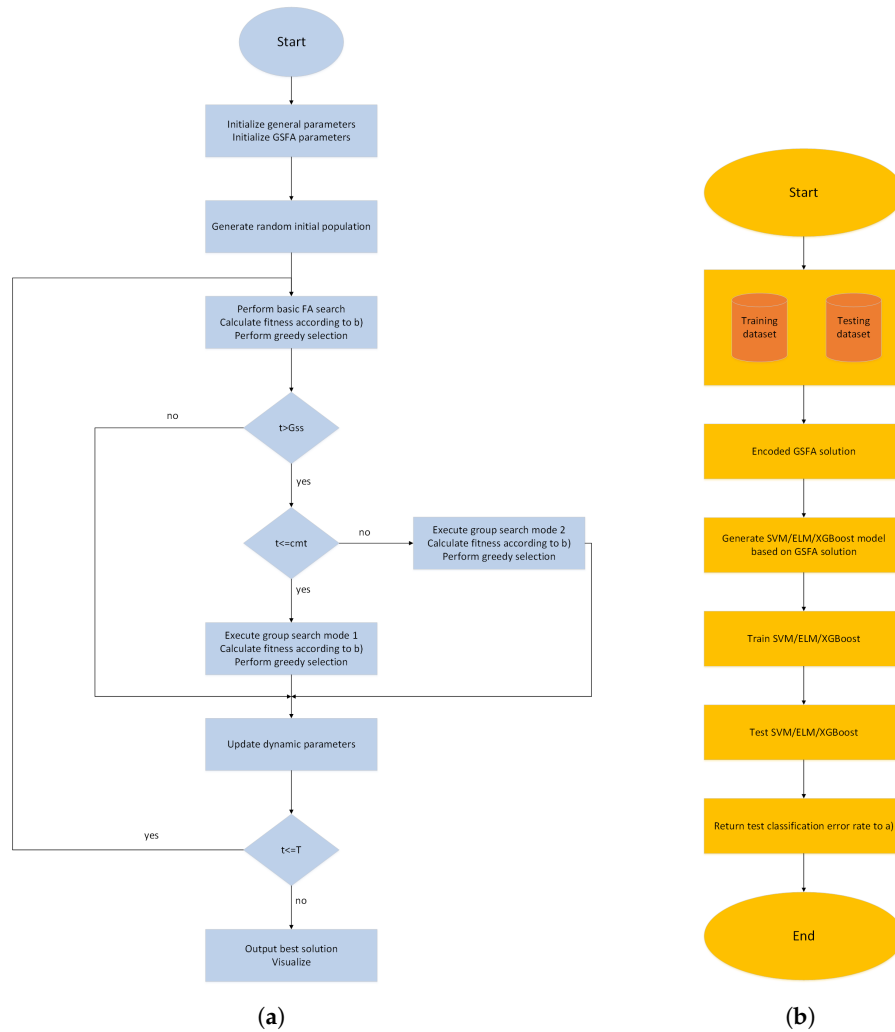 Start
Initialize general parameters
Initialize GSFA parameters
Generate random initial population
Perform basic FA search
Calculate fitness according to b)
Perform greedy selection
no
t>Gss
yes
t<=cmt
no
Execute group search mode 2
Calculate fitness according to b)
Perform greedy selection
yes
Execute group search mode 1
Calculate fitness according to b)
Perform greedy selection
Update dynamic parameters
yes
t<=T
no
Output best solution
Visualize
(a)
Start
Training
dataset
Testing
dataset
Encoded GSFA solution
Generate SVM/ELM/XGBoost model
based on GSFA solution
Train SVM/ELM/XGBoost
Test SVM/ELM/XGBoost
Return test classification error rate to a)
End
(b)